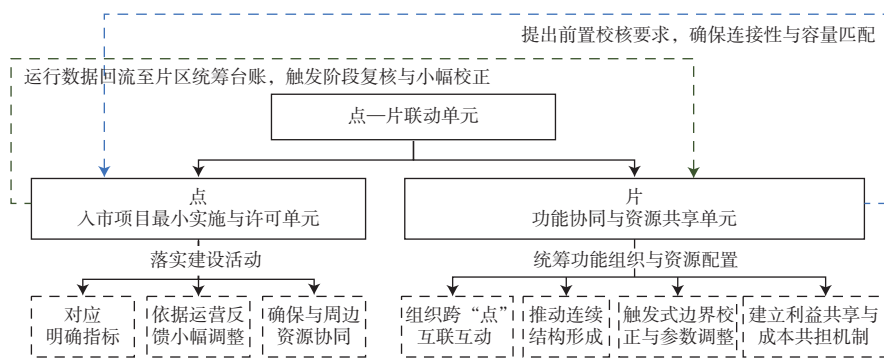 提出前置校核要求，确保连接性与容量匹配
运行数据回流至片区统筹台账，触发阶段复核与小幅校正
点—片联动单元
点
入市项目最小实施与许可单元
片
功能协同与资源共享单元
落实建设活动
统筹功能组织与资源配置
对应
明确指标
依据运营反
馈小幅调整
确保与周边
资源协同
组织跨“点”
互联互动
推动连续
结构形成
触发式边界校
正与参数调整
建立利益共享与
成本共担机制